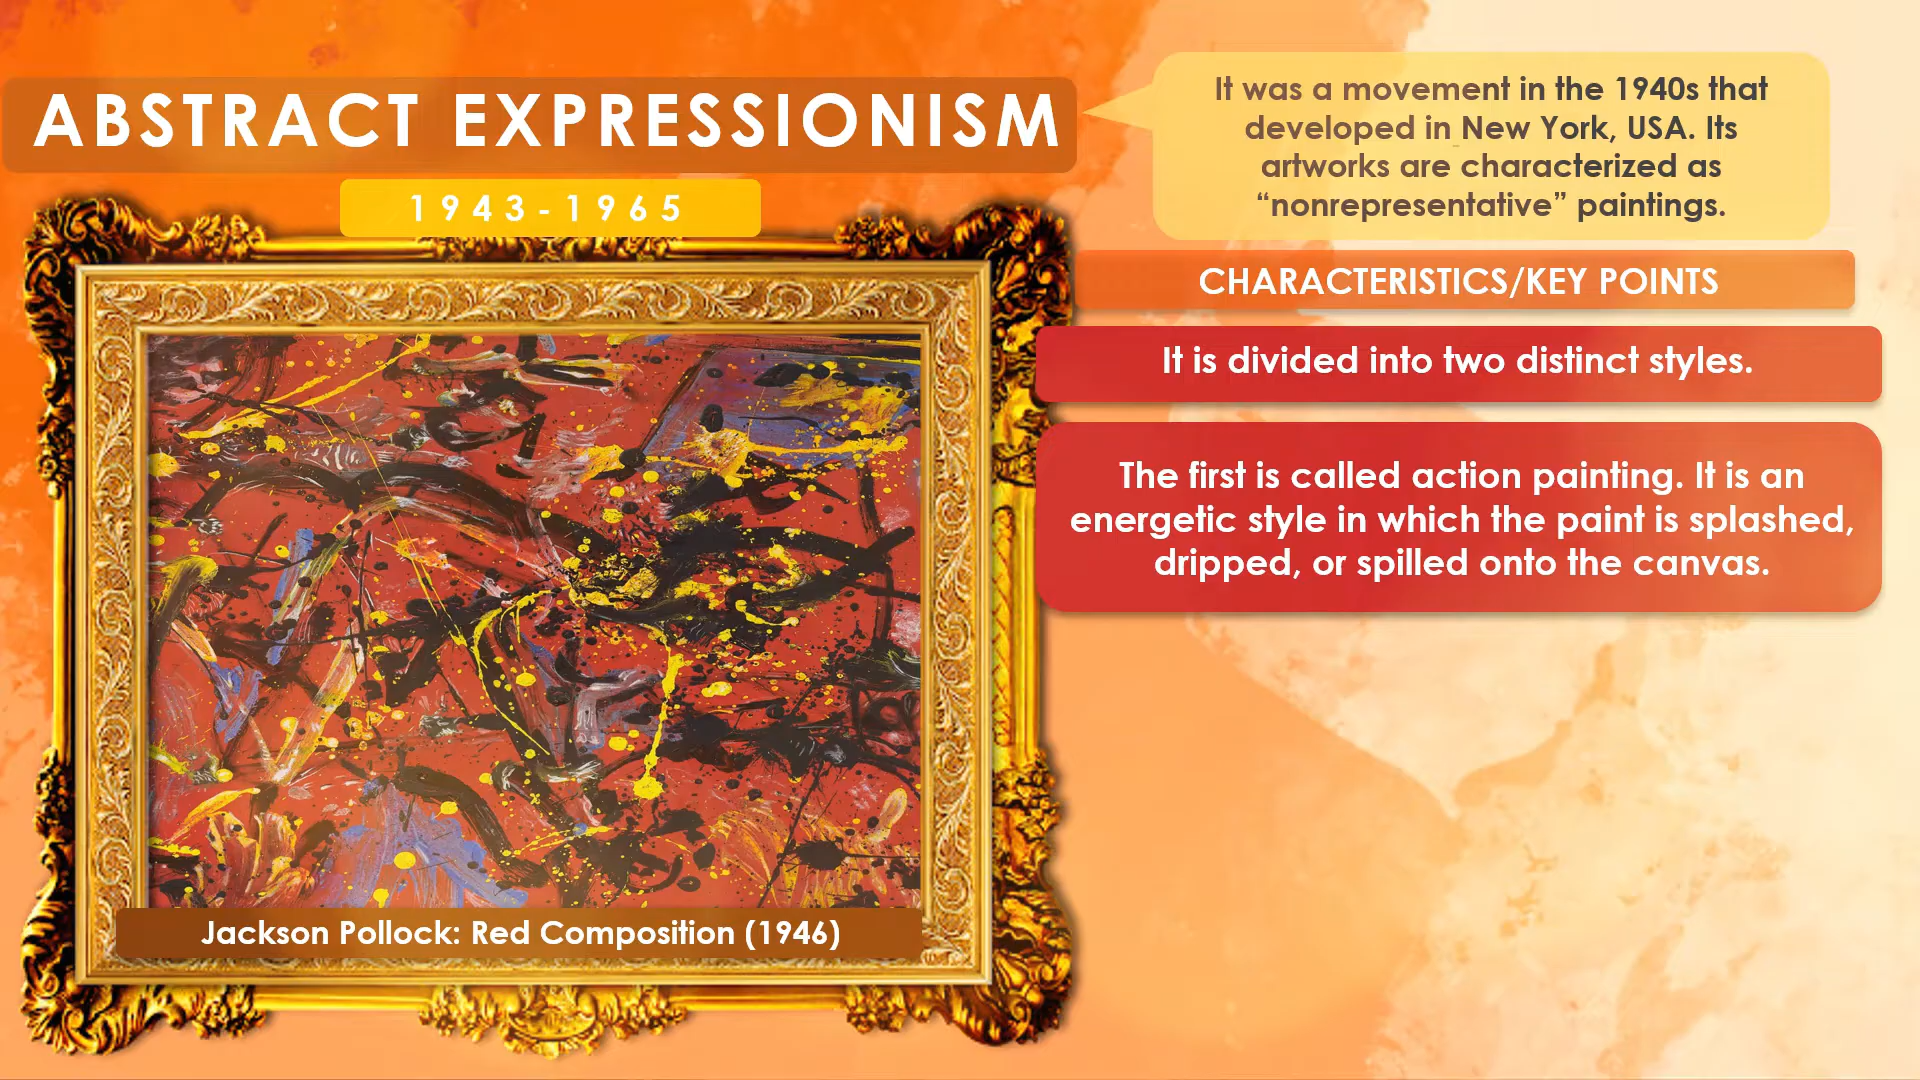 ABSTRACT EXPRESSIONISM
1943-1965
It was a movement in the 1940s that
developed in New York, USA. Its
artworks are characterized as
“nonrepresentative” paintings.
CHARACTERISTICS/KEY POINTS
It is divided into two distinct styles.
The first is called action painting. It is an
energetic style in which the paint is splashed,
dripped, or spilled onto the canvas.
Jackson Pollock: Red Composition (1946)